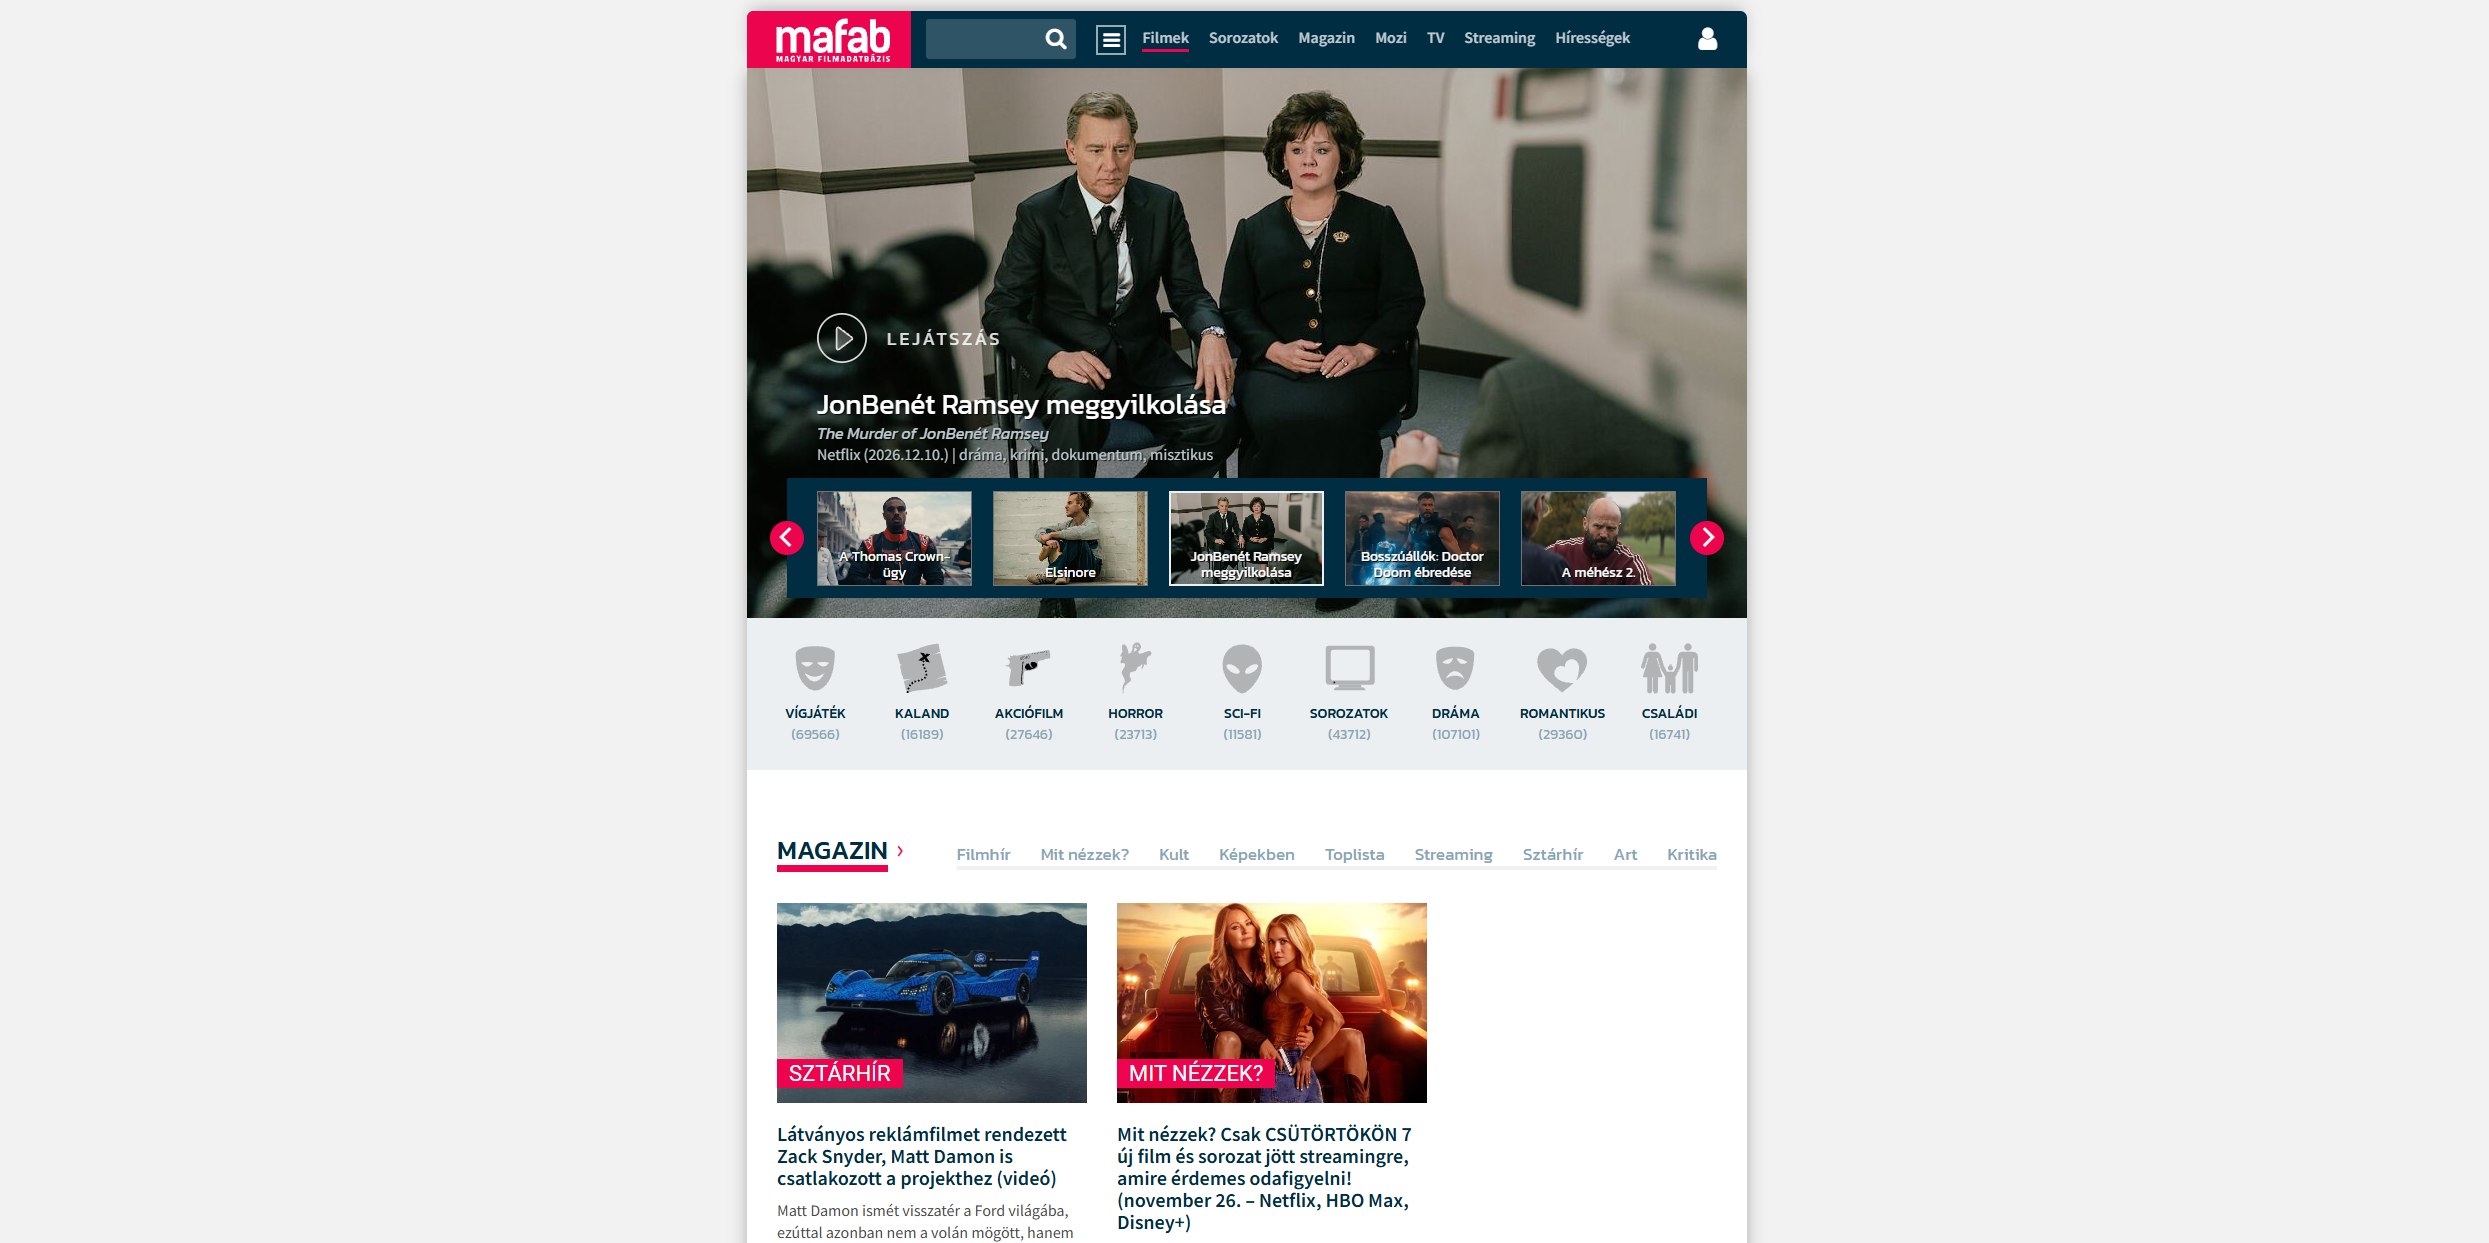 mafab
MAGYAR FILMADATBÁZIS
Filmek Sorozatok Magazin Mozi TV Streaming Hírességek
LEJÁTSZÁS
JonBenét Ramsey meggyilkolása
The Murder of JonBenét Ramsey
Netflix (2026.12.10.) | dráma, krimi, dokumentum, misztikus
A Thomas Crown-
ügy
Elsinore
JonBenét Ramsey
meggyilkolása
Bosszúállók: Doctor
Doom ébredése
A méhész 2.
VÍGJÁTÉK KALAND AKCIÓFILM HORROR SCI-FI SOROZATOK DRÁMA ROMANTIKUS CSALÁDI
(69566) (16189) (27646) (23713) (11581) (43712) (107101) (29360) (16741)
MAGAZIN
Filmhír Mit nézzek? Kult Képekben Toplista Streaming Sztárhír Art Kritika
SZTÁRHÍR
Látványos reklámfilmet rendezett
Zack Snyder, Matt Damon is
csatlakozott a projekthez (videó)
Matt Damon ismét visszatér a Ford világába,
ezúttal azonban nem a volán mögött, hanem
MIT NÉZZEK?
Mit nézzek? Csak CSÜTÖRTÖKÖN 7
új film és sorozat jött streamingre,
amire érdemes odafigyelni!
(november 26. – Netflix, HBO Max,
Disney+)